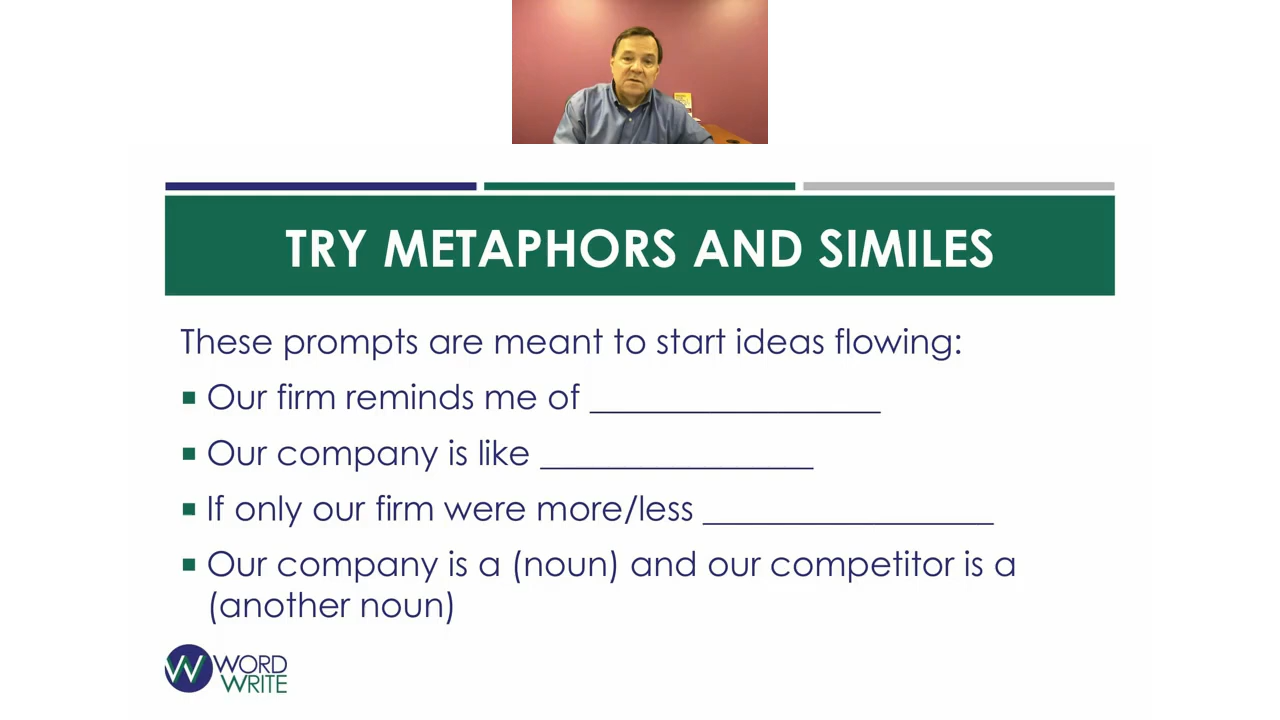 TRY METAPHORS AND SIMILES
These prompts are meant to start ideas flowing:
▪ Our firm reminds me of _________________
▪ Our company is like ________________
▪ If only our firm were more/less _________________
▪ Our company is a (noun) and our competitor is a
(another noun)
W WORD
WRITE